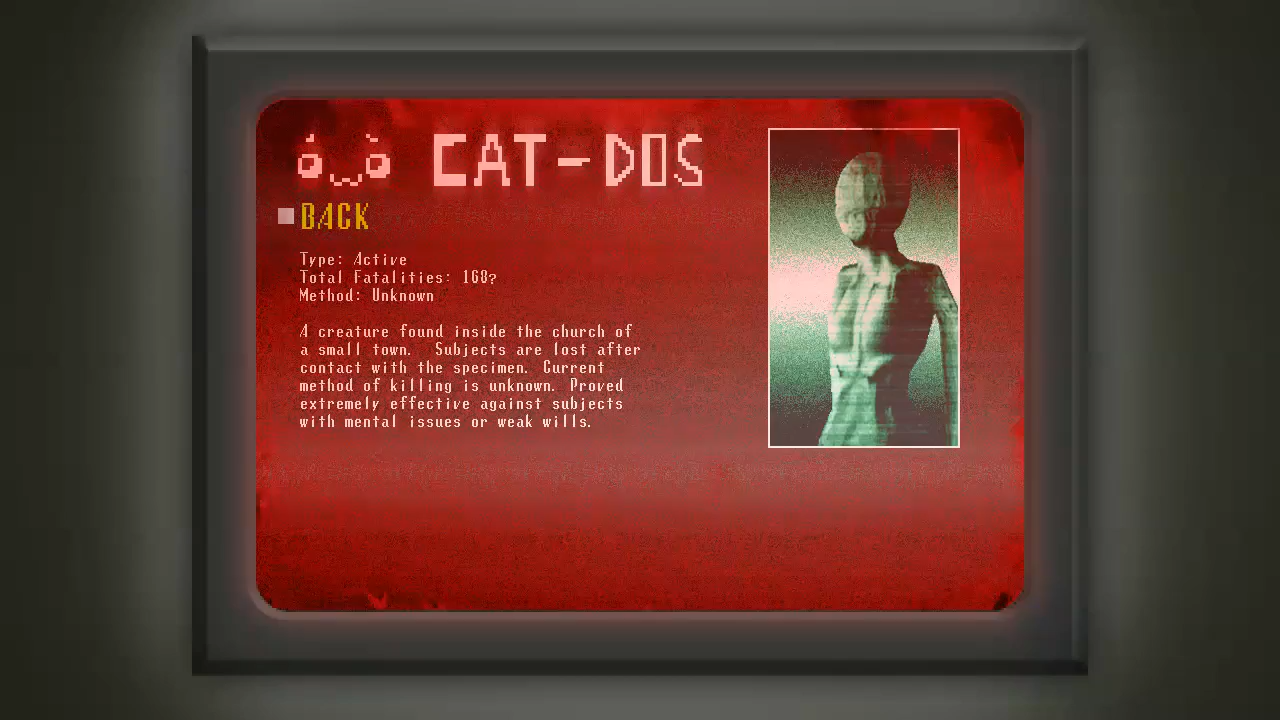 CAT-DOS
BACK
Type: Active
Total Fatalities: 168?
Method: Unknown
A creature found inside the church of
a small town. Subjects are lost after
contact with the specimen. Current
method of killing is unknown. Proved
extremely effective against subjects
with mental issues or weak wills.